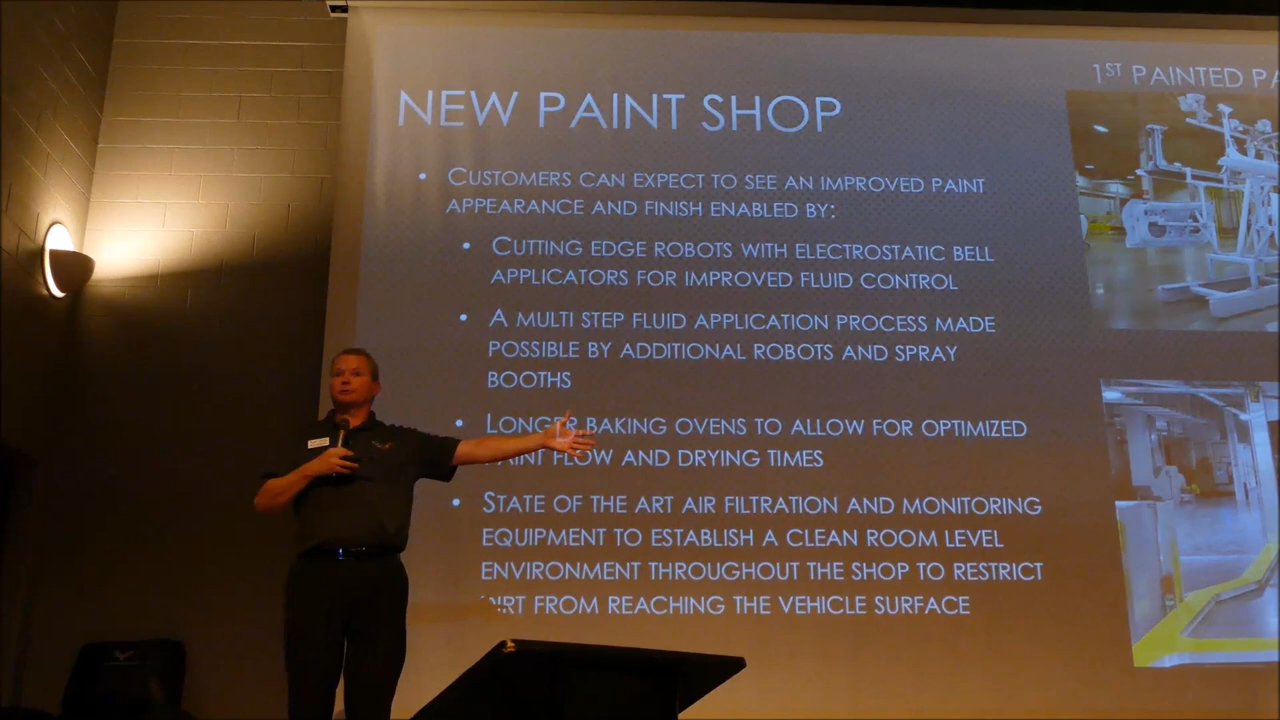 1ST PAINTED
NEW PAINT SHOP
• CUSTOMERS CAN EXPECT TO SEE AN IMPROVED PAINT
APPEARANCE AND FINISH ENABLED BY:
• CUTTING EDGE ROBOTS WITH ELECTROSTATIC BELL
APPLICATORS FOR IMPROVED FLUID CONTROL
• A MULTI STEP FLUID APPLICATION PROCESS MADE
POSSIBLE BY ADDITIONAL ROBOTS AND SPRAY
BOOTHS
• LONGER BAKING OVENS TO ALLOW FOR OPTIMIZED
PAINT FLOW AND DRYING TIMES
• STATE OF THE ART AIR FILTRATION AND MONITORING
EQUIPMENT TO ESTABLISH A CLEAN ROOM LEVEL
ENVIRONMENT THROUGHOUT THE SHOP TO RESTRICT
DIRT FROM REACHING THE VEHICLE SURFACE